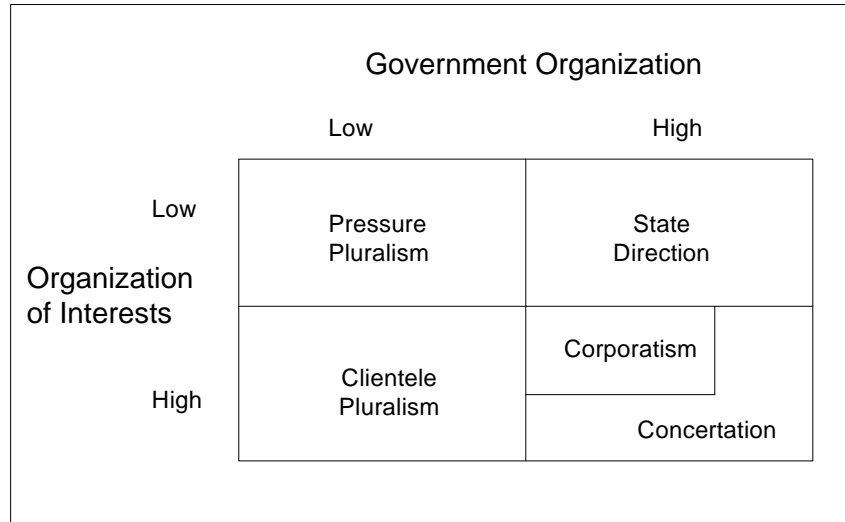 Government Organization
Low
High
Low
Pressure
Pluralism
State
Direction
Organization
of Interests
High
Clientele
Pluralism
Corporatism
Concertation